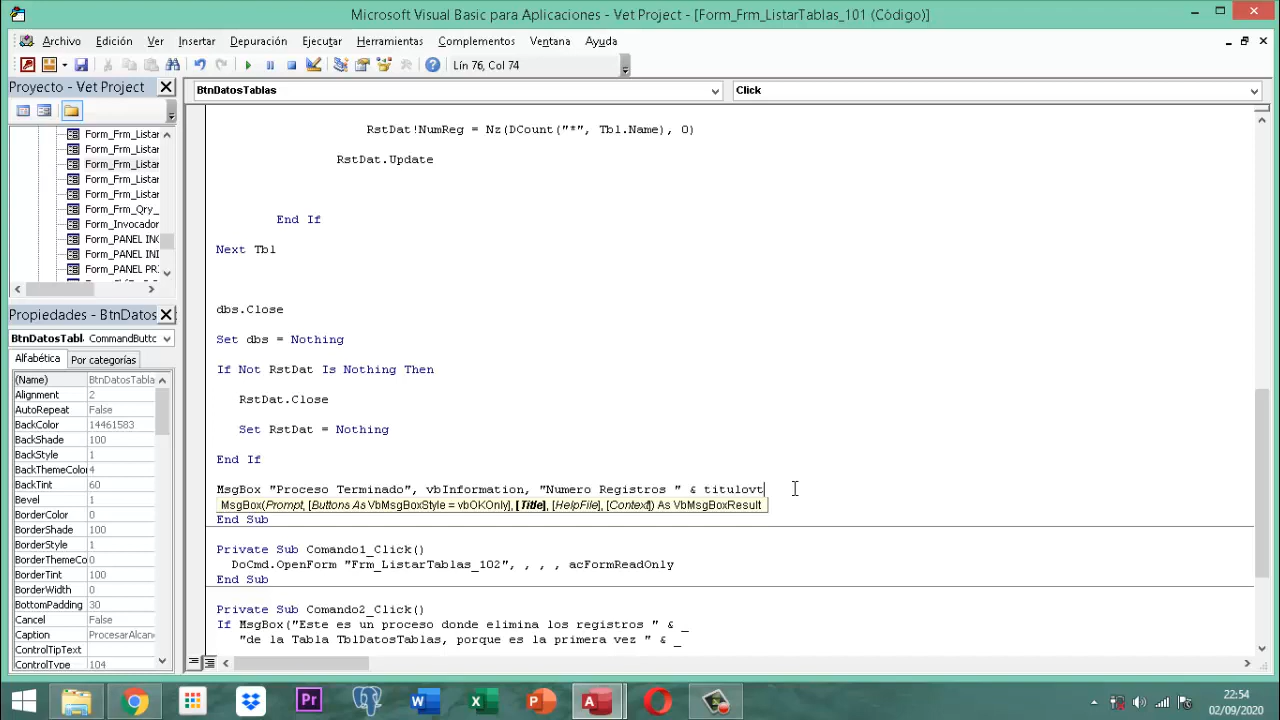 Microsoft Visual Basic para Aplicaciones - Vet Project - [Form_Frm_ListarTablas_101 (Código)]
Archivo Edición Ver Insertar Formato Depuración Ejecutar Herramientas Complementos Ventana Ayuda
Lín 76, Col 74
Proyecto - Vet Project
BtnDatosTablas
Click
Form_Frm_Listar
Form_Frm_Listar
Form_Frm_Listar
Form_Frm_Listar
Form_Frm_Listar
Form_Frm_Qry_
Form_Invocador
Form_PANEL ING
Form_PANEL INI
Form_PANEL PRI
Propiedades - BtnDatos
BtnDatosTabl CommandButto
Alfabética Por categorías
(Name) BtnDatosTabla
Alignment 2
AutoRepeat False
BackColor 14461583
BackShade 100
BackStyle 1
BackThemeColo 4
BackTint 60
Bevel 1
BorderColor 0
BorderShade 100
BorderStyle 1
BorderThemeCo 0
BorderTint 100
BorderWidth 0
BottomPadding 30
Cancel False
Caption ProcesarAlcan
ControlTipText
ControlType 104
RstDat!NumReg = Nz(DCount("*", Tbl.Name), 0)
RstDat.Update
End If
Next Tbl
dbs.Close
Set dbs = Nothing
If Not RstDat Is Nothing Then
RstDat.Close
Set RstDat = Nothing
End If
MsgBox "Proceso Terminado", vbInformation, "Numero Registros " & titulovt
MsgBox(Prompt, [Buttons As VbMsgBoxStyle = vbOKOnly], [Title], [HelpFile], [Context]) As VbMsgBoxResult
End Sub
Private Sub Comando1_Click()
DoCmd.OpenForm "Frm_ListarTablas_102", , , , acFormReadOnly
End Sub
Private Sub Comando2_Click()
If MsgBox("Este es un proceso donde elimina los registros " & _
"de la Tabla TblDatosTablas, porque es la primera vez " & _
22:54
02/09/2020